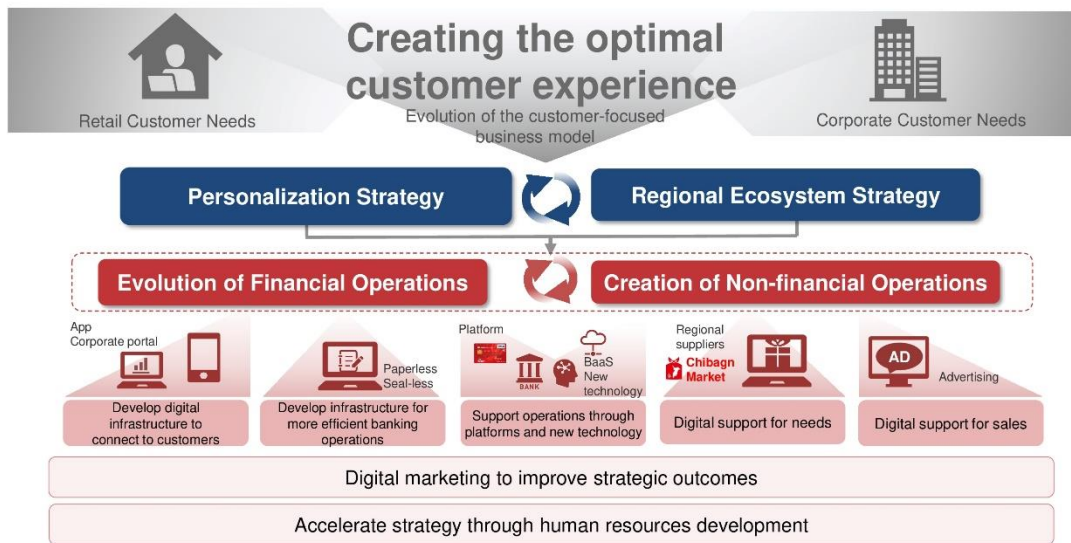 Creating the optimal
customer experience
Evolution of the customer-focused
business model
Retail Customer Needs
Corporate Customer Needs
Personalization Strategy
Regional Ecosystem Strategy
Evolution of Financial Operations
Creation of Non-financial Operations
App
Corporate portal
Develop digital
infrastructure to
connect to customers
Paperless
Seal-less
Develop infrastructure for
more efficient banking
operations
Platform
BANK
BaaS
New
technology
Support operations through
platforms and new technology
Regional
suppliers
Chibagn
Market
Digital support for needs
AD
Advertising
Digital support for sales
Digital marketing to improve strategic outcomes
Accelerate strategy through human resources development